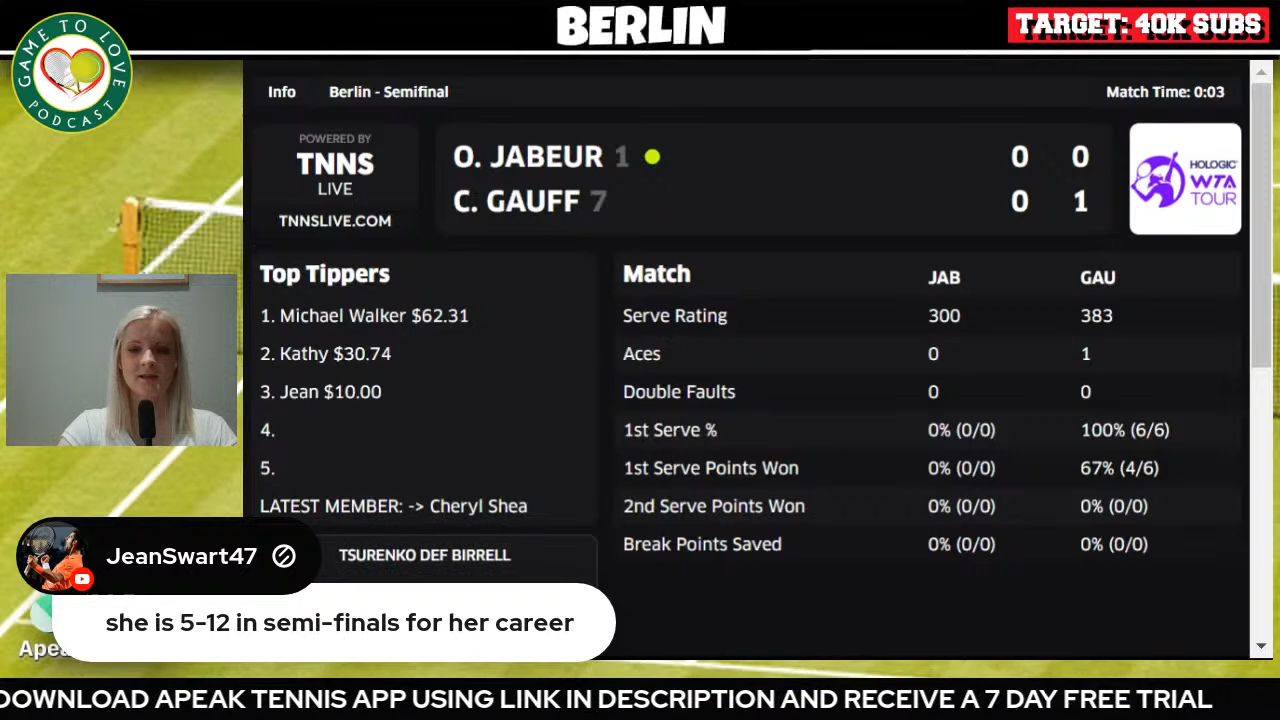 BERLIN
TARGET: 40K SUBS
GAME TO LOVE
PODCAST
Info
Berlin - Semifinal
Match Time: 0:03
POWERED BY
TNNS
LIVE
TNNSLIVE.COM
O. JABEUR 1 0 0
C. GAUFF 7 0 1
HOLOGIC
WTA
TOUR
Top Tippers
1. Michael Walker $62.31
2. Kathy $30.74
3. Jean $10.00
4.
5.
LATEST MEMBER: -> Cheryl Shea
Match JAB GAU
Serve Rating 300 383
Aces 0 1
Double Faults 0 0
1st Serve % 0% (0/0) 100% (6/6)
1st Serve Points Won 0% (0/0) 67% (4/6)
2nd Serve Points Won 0% (0/0) 0% (0/0)
Break Points Saved 0% (0/0) 0% (0/0)
TSURENKO DEF BIRRELL
JeanSwart47
she is 5-12 in semi-finals for her career
DOWNLOAD APEAK TENNIS APP USING LINK IN DESCRIPTION AND RECEIVE A 7 DAY FREE TRIAL